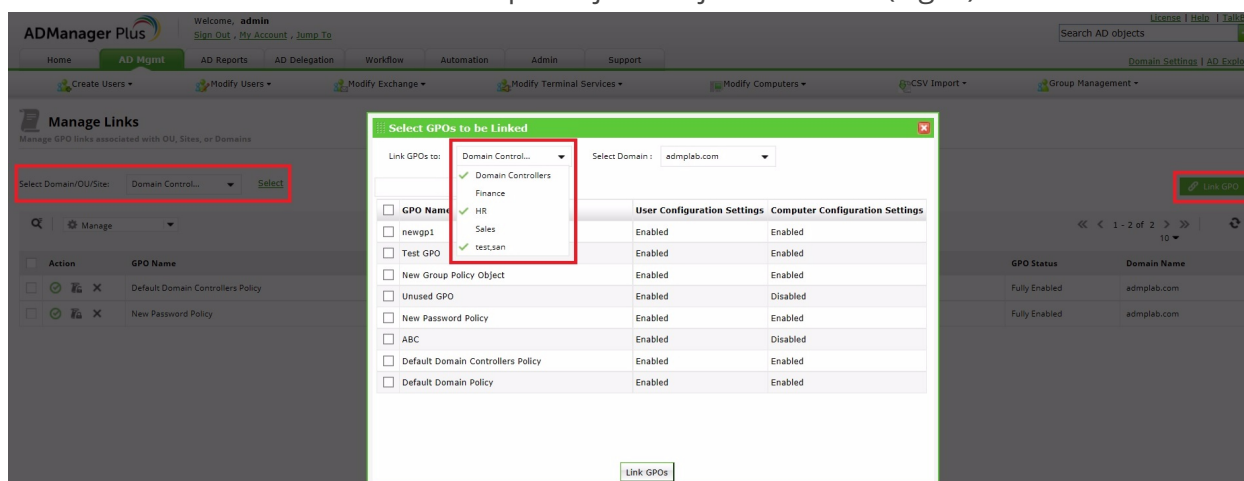 ADManager Plus
Welcome, admin
Sign Out , My Account , Jump To
License | Help |
Search AD objects
Home AD Mgmt AD Reports AD Delegation Workflow Automation Admin Support
Domain Settings |
Create Users Modify Users Modify Exchange Modify Terminal Services Modify Computers CSV Import Group Management
Manage Links
Manage GPO links associated with OU, Sites, or Domains
Select Domain/OU/Site: Domain Control... Select
Link GPO
Manage
1 - 2 of 2
10
Action GPO Name GPO Status Domain Name
Default Domain Controllers Policy Fully Enabled admplab.com
New Password Policy Fully Enabled admplab.com
Select GPOs to be Linked
Link GPOs to: Domain Control... Select Domain : admplab.com
Domain Controllers
Finance
HR
Sales
test,san
GPO Name User Configuration Settings Computer Configuration Settings
newgp1 Enabled Enabled
Test GPO Enabled Enabled
New Group Policy Object Enabled Enabled
Unused GPO Enabled Disabled
New Password Policy Enabled Enabled
ABC Enabled Disabled
Default Domain Controllers Policy Enabled Enabled
Default Domain Policy Enabled Enabled
Link GPOs